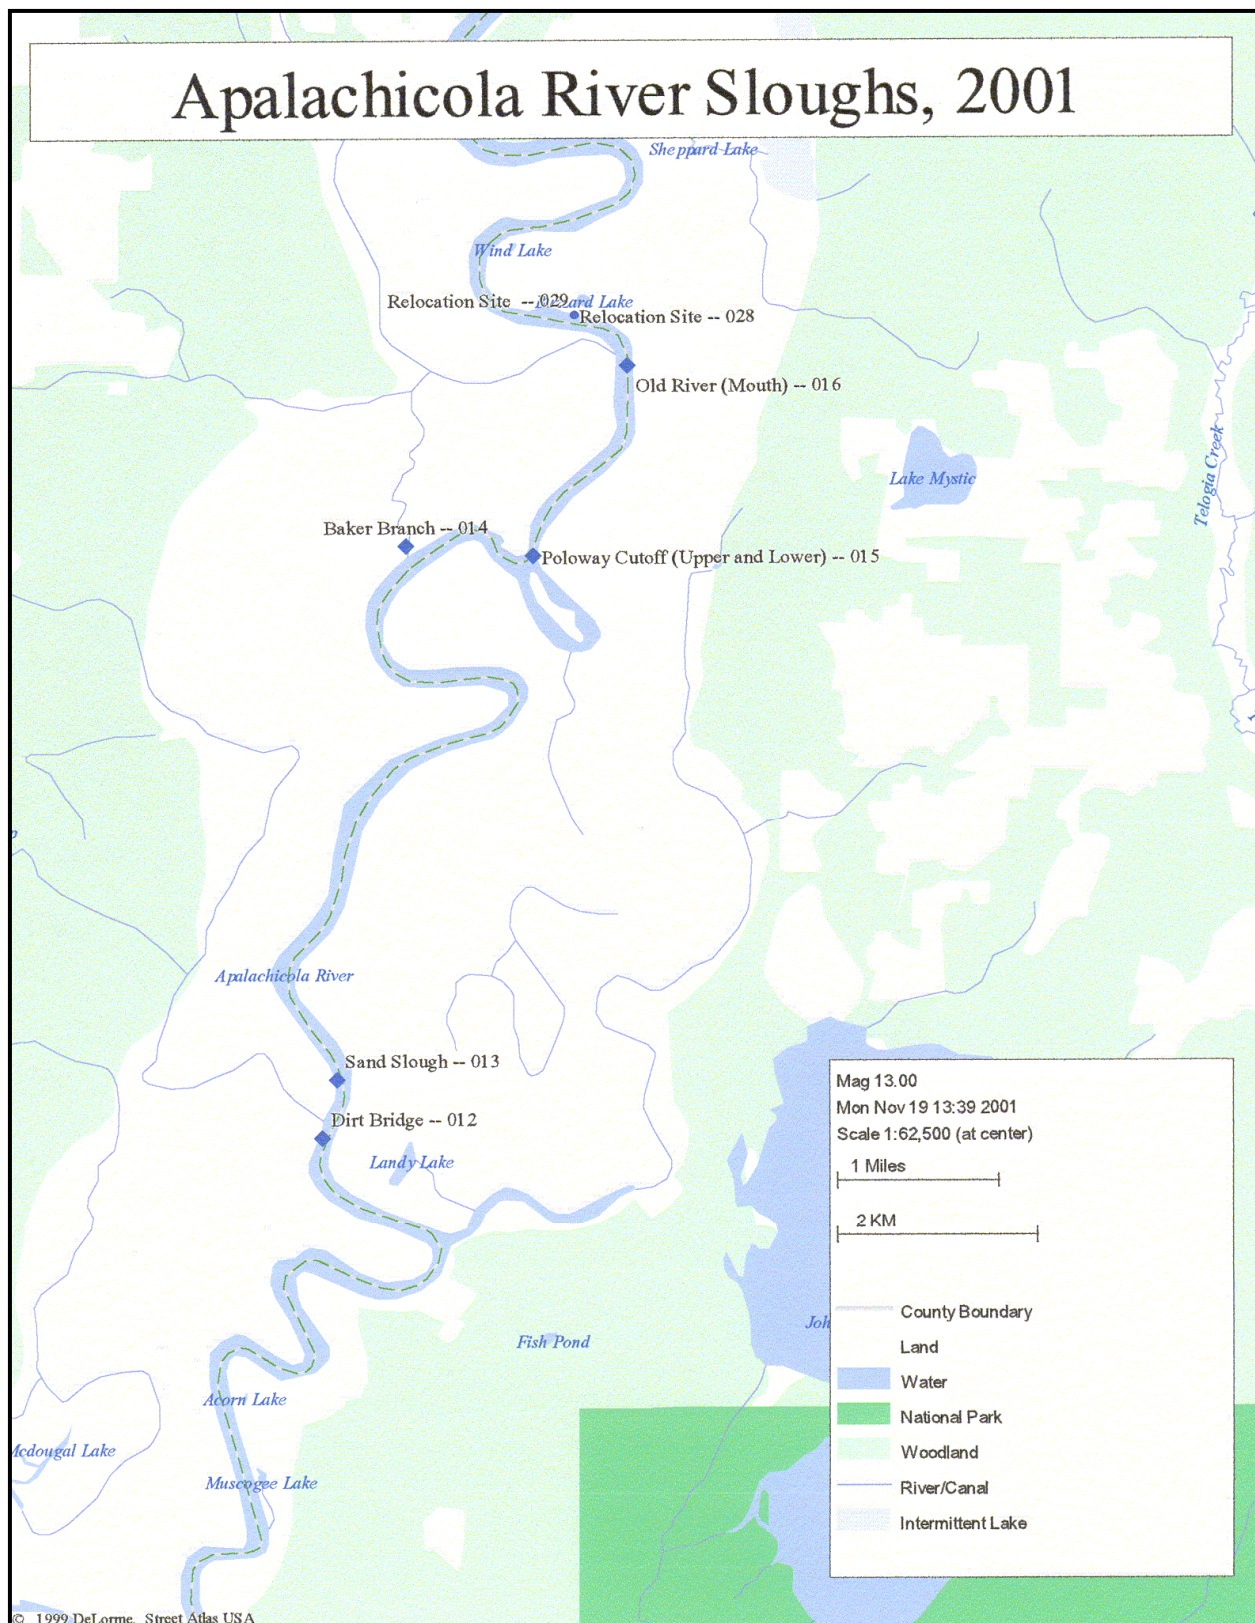 Apalachicola River Sloughs, 2001
Sheppard Lake
Wind Lake
Relocation Site -- 029
Lake
Relocation Site -- 028
Old River (Mouth) -- 016
Lake Mystic
Telogia Creek
Baker Branch -- 014
Poloway Cutoff (Upper and Lower) -- 015
Apalachicola River
Sand Slough -- 013
Dirt Bridge -- 012
Landy Lake
Fish Pond
Joh
Acorn Lake
Mcdougal Lake
Muscogee Lake
Mag 13.00
Mon Nov 19 13:39 2001
Scale 1:62,500 (at center)
1 Miles
2 KM
County Boundary
Land
Water
National Park
Woodland
River/Canal
Intermittent Lake
© 1999 DeLorme. Street Atlas USA